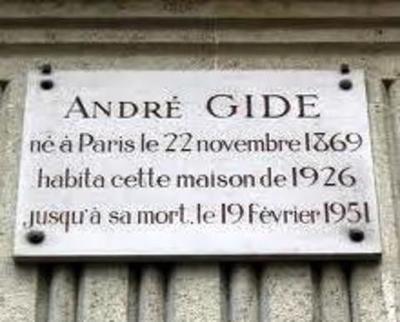 ANDRÉ GIDE
né à Paris le 22 novembre 1869
habita cette maison de 1926
jusqu'à sa mort, le 19 février 1951